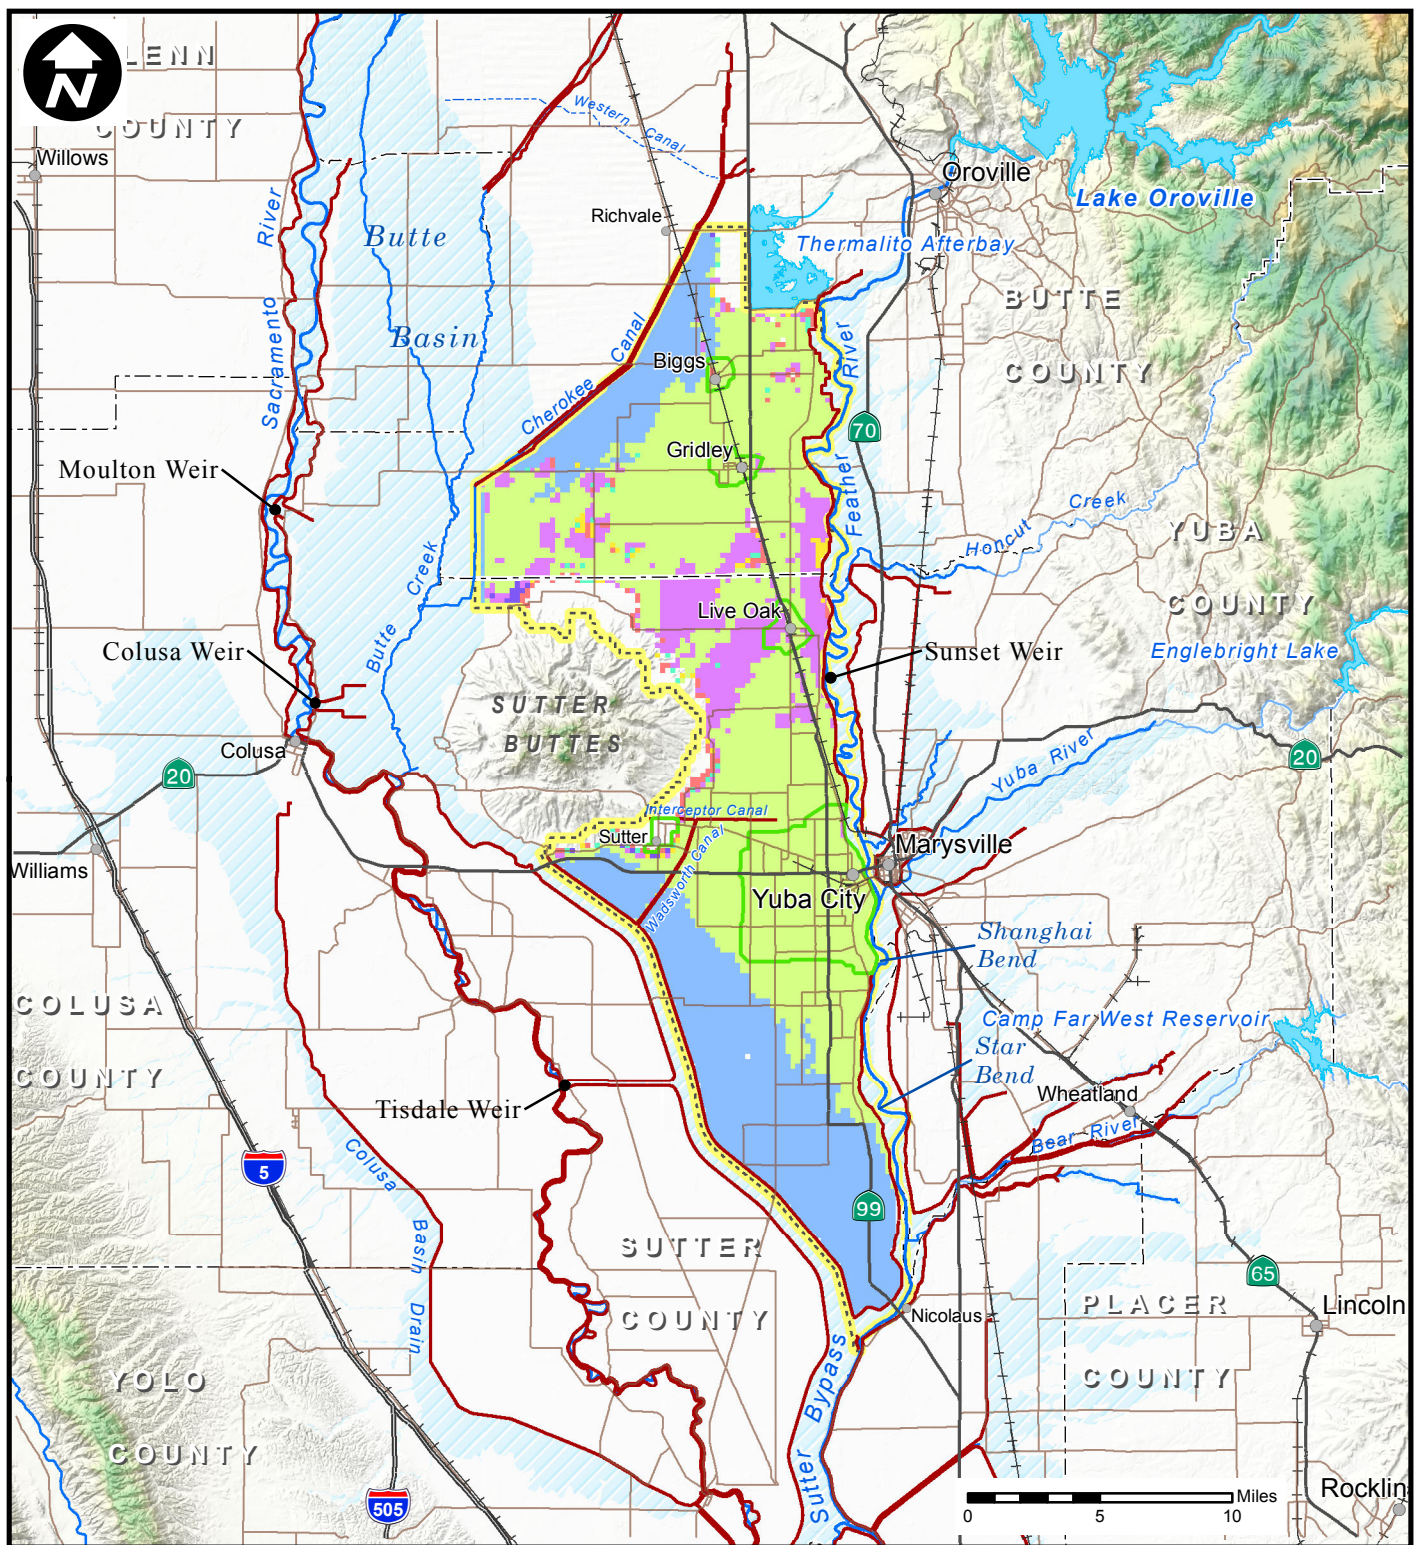 N
LENN
COUNTY
Willows
Western Canal
Oroville
Lake Oroville
Richvale
River
Butte
Thermalito Afterbay
BUTTE
COUNTY
Basin
Sacramento
Canal
River
Biggs
Cherokee
70
Gridley
Moulton Weir
Feather
Creek
Honcut
YUBA
COUNTY
Creek
Live Oak
Butte
Colusa Weir
Sunset Weir
Englebright Lake
SUTTER
BUTTES
Colusa
20
Yuba River
20
Interceptor Canal
Sutter
Wadsworth Canal
Marysville
Williams
Yuba City
Shanghai
Bend
COLUSA
COUNTY
Camp Far West Reservoir
Star
Bend
Wheatland
Tisdale Weir
Bear River
Colusa
5
99
Basin
SUTTER
COUNTY
65
PLACER
COUNTY
Nicolaus
Lincoln
Drain
YOLO
COUNTY
Bypass
Sutter
505
Rocklin
Miles
0
5
10